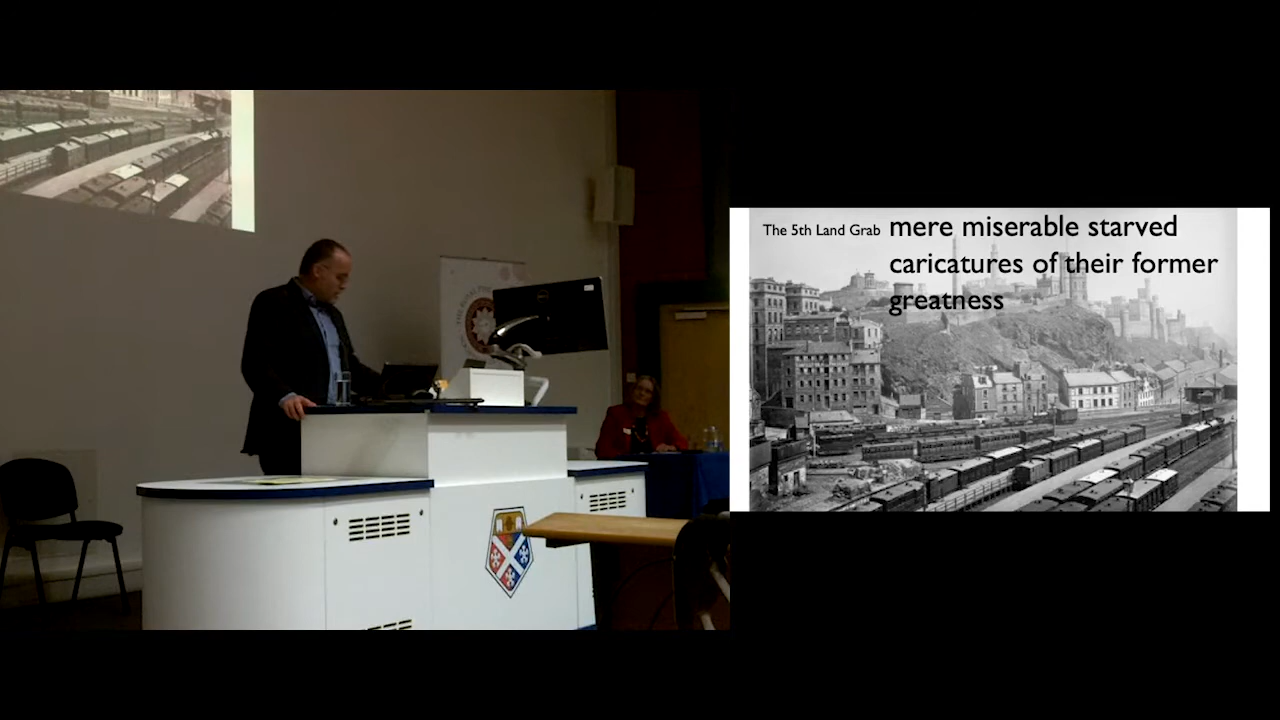 The 5th Land Grab
mere miserable starved
caricatures of their former
greatness